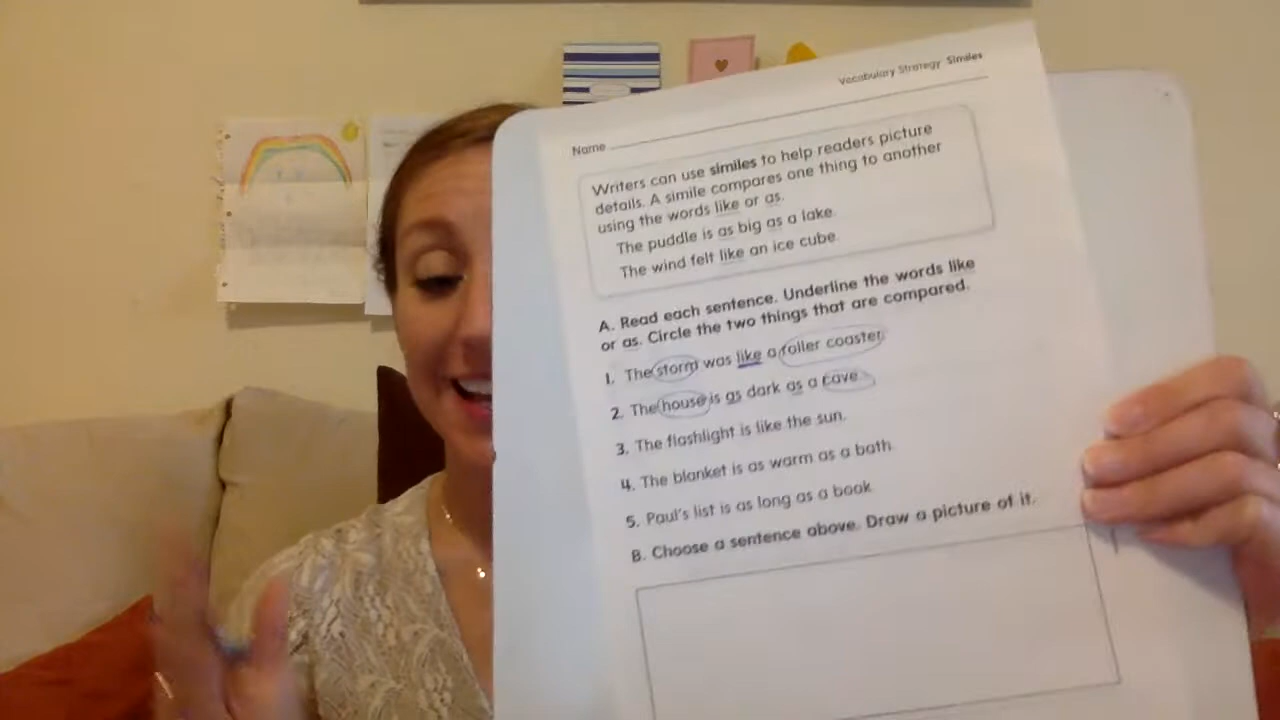 Vocabulary Strategy Similes
Name
Writers can use similes to help readers picture
details. A simile compares one thing to another
using the words like or as.
The puddle is as big as a lake.
The wind felt like an ice cube.
A. Read each sentence. Underline the words like
or as. Circle the two things that are compared.
1. The storm was like a roller coaster.
2. The house is as dark as a cave.
3. The flashlight is like the sun.
4. The blanket is as warm as a bath.
5. Paul's list is as long as a book.
B. Choose a sentence above. Draw a picture of it.